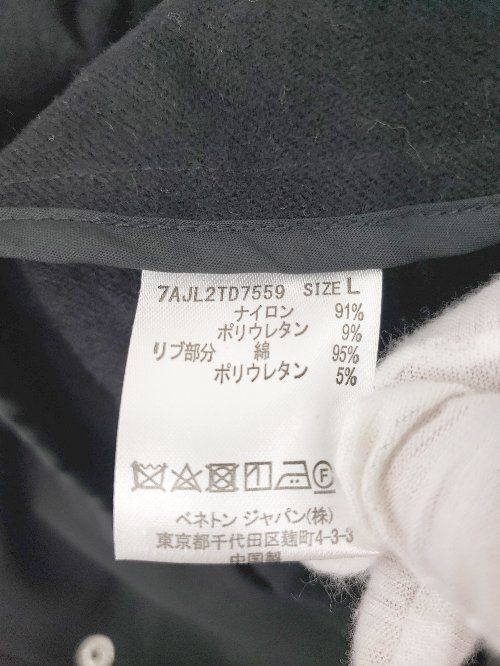 7AJL2TD7559 SIZE L
ナイロン 91%
ポリウレタン 9%
リブ部分 綿 95%
ポリウレタン 5%
F
ベネトン ジャパン(株)
東京都千代田区麹町4-3-3
中国製